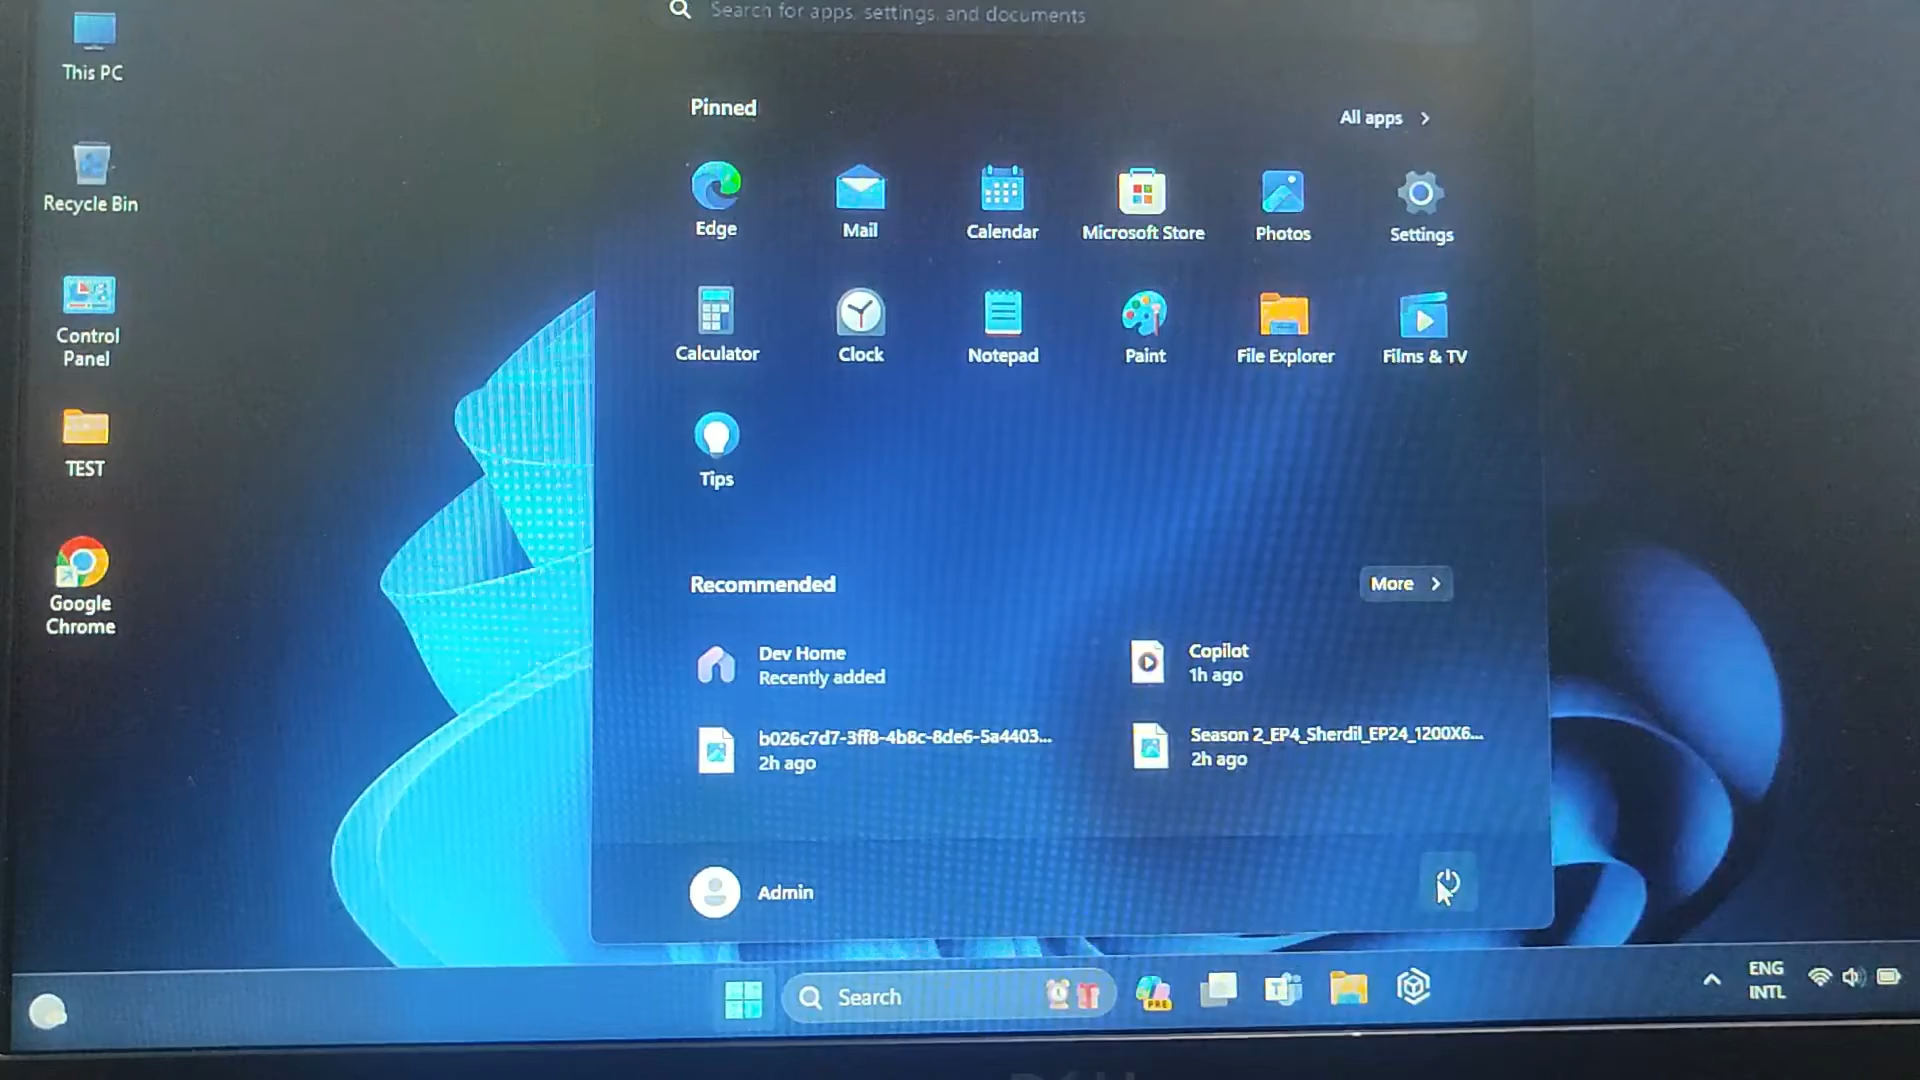 Search for apps, settings, and documents
This PC
Recycle Bin
Control
Panel
TEST
Google
Chrome
Pinned
All apps
Edge
Mail
Calendar
Microsoft Store
Photos
Settings
Calculator
Clock
Notepad
Paint
File Explorer
Films & TV
Tips
Recommended
More
Dev Home
Recently added
Copilot
1h ago
b026c7d7-3ff8-4b8c-8de6-5a4403...
2h ago
Season 2_EP4_Sherdil_EP24_1200X6...
2h ago
Admin
Search
PRE
T
ENG
INTL